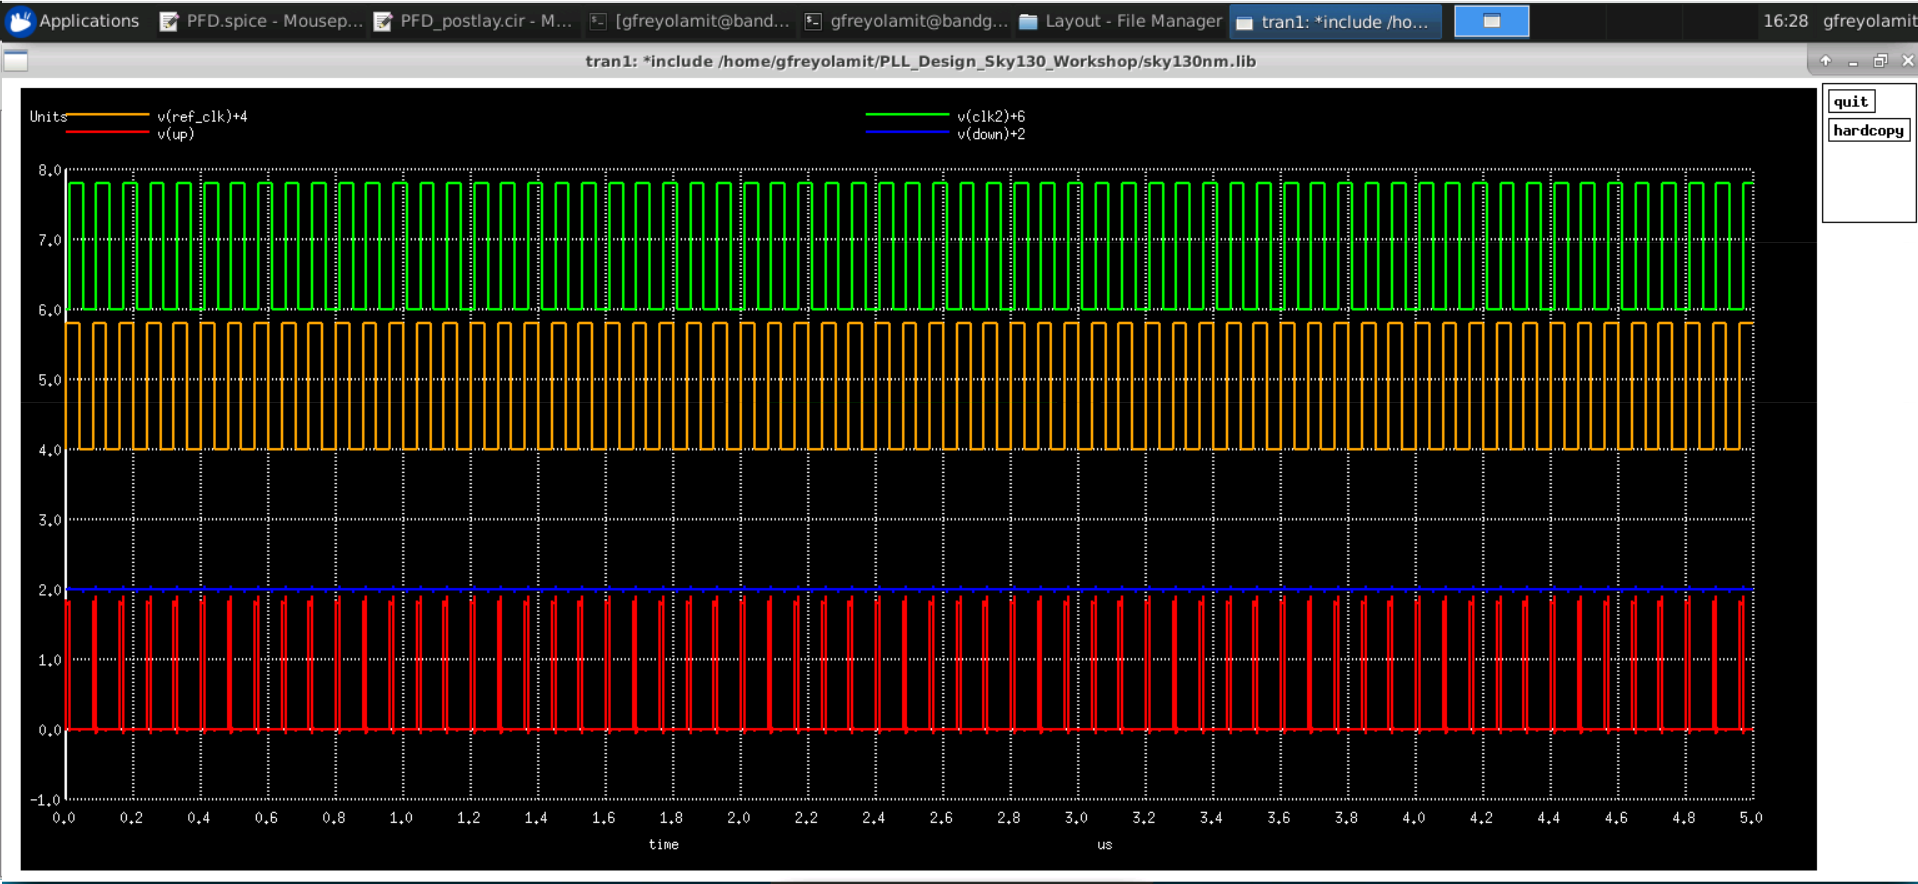 Applications PFD.spice - Mousep... PFD_postlay.cir - M... [gfreyolamit@band... gfreyolamit@bandg... Layout - File Manager tran1: *include /ho... 16:28 gfreyolamit
tran1: *include /home/gfreyolamit/PLL_Design_Sky130_Workshop/sky130nm.lib
quit
hardcopy
Units v(ref_clk)+4 v(clk2)+6
v(up) v(down)+2
8.0
7.0
6.0
5.0
4.0
3.0
2.0
1.0
0.0
-1.0
0.0 0.2 0.4 0.6 0.8 1.0 1.2 1.4 1.6 1.8 2.0 2.2 2.4 2.6 2.8 3.0 3.2 3.4 3.6 3.8 4.0 4.2 4.4 4.6 4.8 5.0
time us